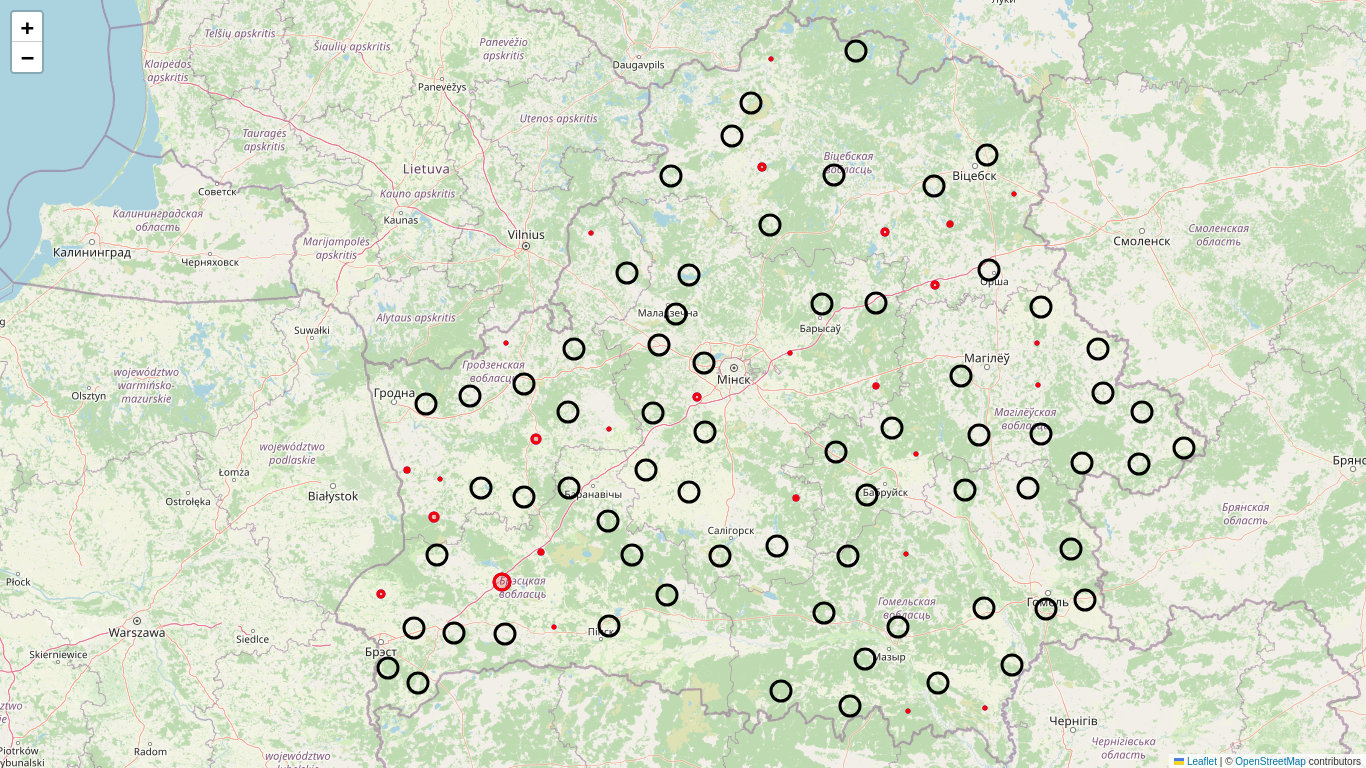 +
−
Луки
Telšių apskritis
Šiaulių apskritis
Panevėžio
apskritis
Klaipėdos
apskritis
Daugavpils
Panevėžys
Utenos apskritis
Tauragės
apskritis
Lietuva
Віцебская
вобласць
Віцебск
Советск
Kauno apskritis
Калининградская
область
Kaunas
Смоленск
Смоленская
область
Vilnius
Marijampolės
apskritis
Калининград
Черняховск
Орша
Alytaus apskritis
Маладзечна
Suwałki
Барысаў
Магілёў
województwo
warmińsko-
mazurskie
Гродзенская
вобласць
Мінск
Гродна
Olsztyn
Магілёўская
вобласць
województwo
podlaskie
Łomża
Брянс
Ostrołęka
Białystok
Баранавічы
Бабруйск
Брянская
область
Салігорск
Płock
Брэсцкая
вобласць
Гомельская
вобласць
Гомель
Warszawa
Siedlce
Пінск
Skierniewice
Брэст
Мазыр
Чернігів
Piotrków
Radom
województwo
Чернігівська
область
Leaflet | © OpenStreetMap contributors